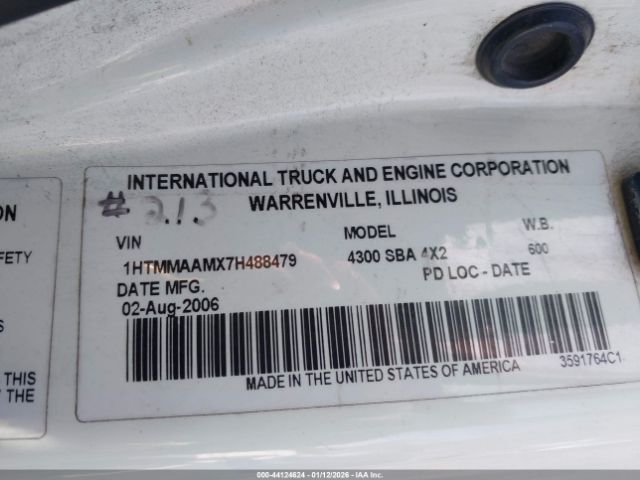 INTERNATIONAL TRUCK AND ENGINE CORPORATION
# 213
WARRENVILLE, ILLINOIS
VIN MODEL W.B.
1HTMMAAMX7H488479 4300 SBA 4X2 600
DATE MFG. PD LOC - DATE
02-Aug-2006
MADE IN THE UNITED STATES OF AMERICA
3591764C1
ON
FETY
S
THIS
THE
000-44124624 - 01/12/2026 - IAA Inc.